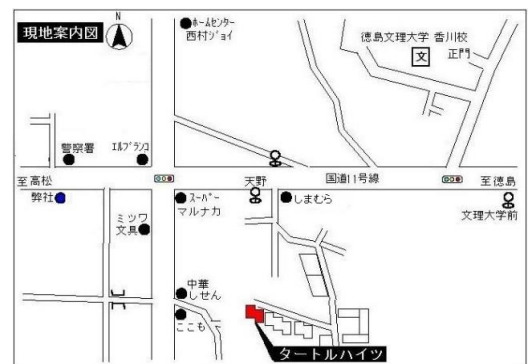 現地案内図
N
ホームセンター
西村ジョイ
徳島文理大学 香川校
正門
文
警察署
エルブランコ
至高松
天野
国道11号線
至徳島
弊社
スーパー
マルナカ
しまむら
文理大学前
ミツワ
文具
中華
しせん
ここも
タートルハイツ